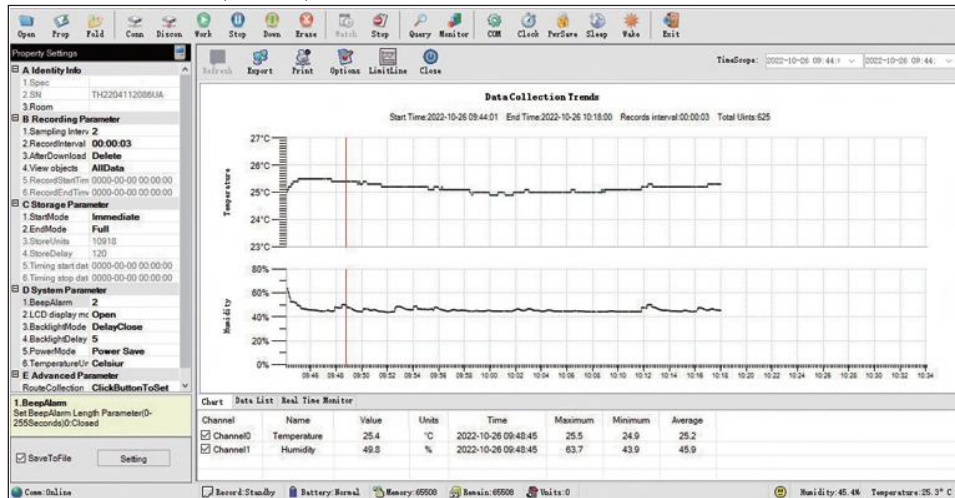 Open Prop Fold Conn Discon Work Stop Down Erase Watch Stop Query Monitor COM Clock PerSave Sleep Wake Exit
Property Settings
A Identity Info
1.Spec
2.SN TH2204112086UA
3.Room
B Recording Parameter
1.Sampling Interv 2
2.RecordInterval 00:00:03
3.AfterDownload Delete
4.View objects AllData
5.RecordStartTim 0000-00-00 00:00:00
6.RecordEndTim 0000-00-00 00:00:00
C Storage Parameter
1.StartMode Immediate
2.EndMode Full
3.StoreUnits 10918
4.StoreDelay 120
5.Timing start dat 0000-00-00 00:00:00
6.Timing stop dat 0000-00-00 00:00:00
D System Parameter
1.BeepAlarm 2
2.LCD display mc Open
3.BacklightMode DelayClose
4.BacklightDelay 5
5.PowerMode Power Save
6.TemperatureUr Celsiur
E Advanced Parameter
RouteCollection ClickButtonToSet
1.BeepAlarm
Set BeepAlarm Length Parameter(0-
255Seconds)0:Closed
SaveToFile Setting
Refresh Export Print Options LimitLine Close
TimeScope: 2022-10-26 09:44: 2022-10-26 09:44:
Data Collection Trends
Start Time:2022-10-26 09:44:01 End Time:2022-10-26 10:18:00 Records interval:00:00:03 Total Uints:625
27°C
26°C
25°C
24°C
23°C
Temperature
80%
60%
40%
20%
0%
Humidity
09:46 09:48 09:50 09:52 09:54 09:56 09:58 10:00 10:02 10:04 10:06 10:08 10:10 10:12 10:14 10:16 10:18 10:20 10:22 10:24 10:26 10:28 10:30 10:32 10:34
Chart Data List Real Time Monitor
Channel Name Value Units Time Maximum Minimum Average
Channel0 Temperature 25.4 °C 2022-10-26 09:48:45 25.5 24.9 25.2
Channel1 Humidity 49.8 % 2022-10-26 09:48:45 63.7 43.9 45.9
Comm:Online Record:Standby Battery:Normal Memory:65508 Remain:65508 Units:0 Humidity:45.4% Temperature:25.3° C